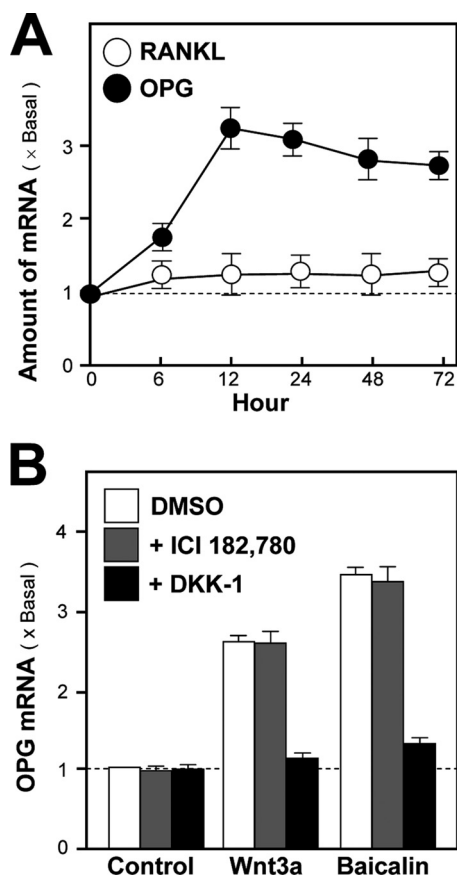 A
RANKL
OPG
Amount of mRNA ( × Basal )
3
2
1
0
0 6 12 24 48 72
Hour
B
DMSO
+ ICI 182,780
+ DKK-1
OPG mRNA ( x Basal )
4
3
2
1
0
Control Wnt3a Baicalin